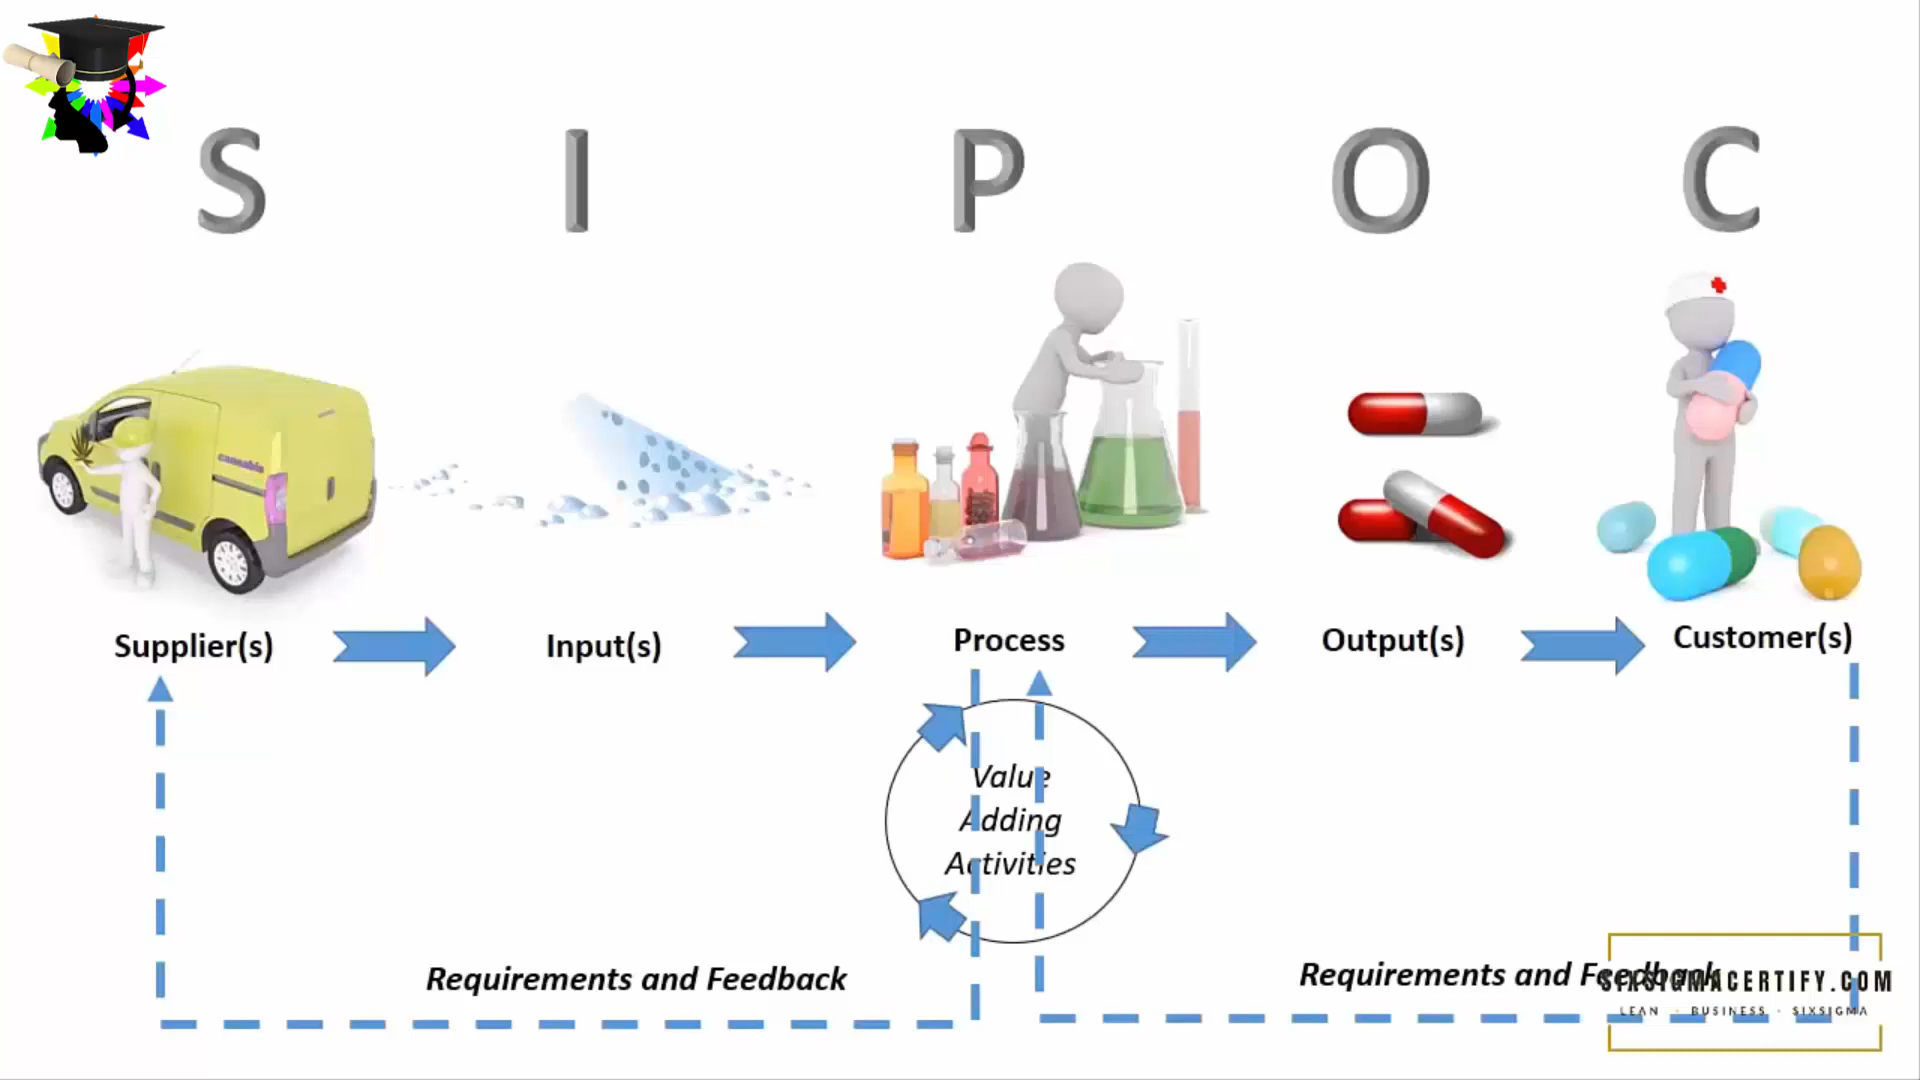 S I P O C
cannabis
Supplier(s) Input(s) Process Output(s) Customer(s)
Value
Adding
Activities
Requirements and Feedback
Requirements and Feedback
SIXSIGMACERTIFY.COM
LEAN · BUSINESS · SIXSIGMA